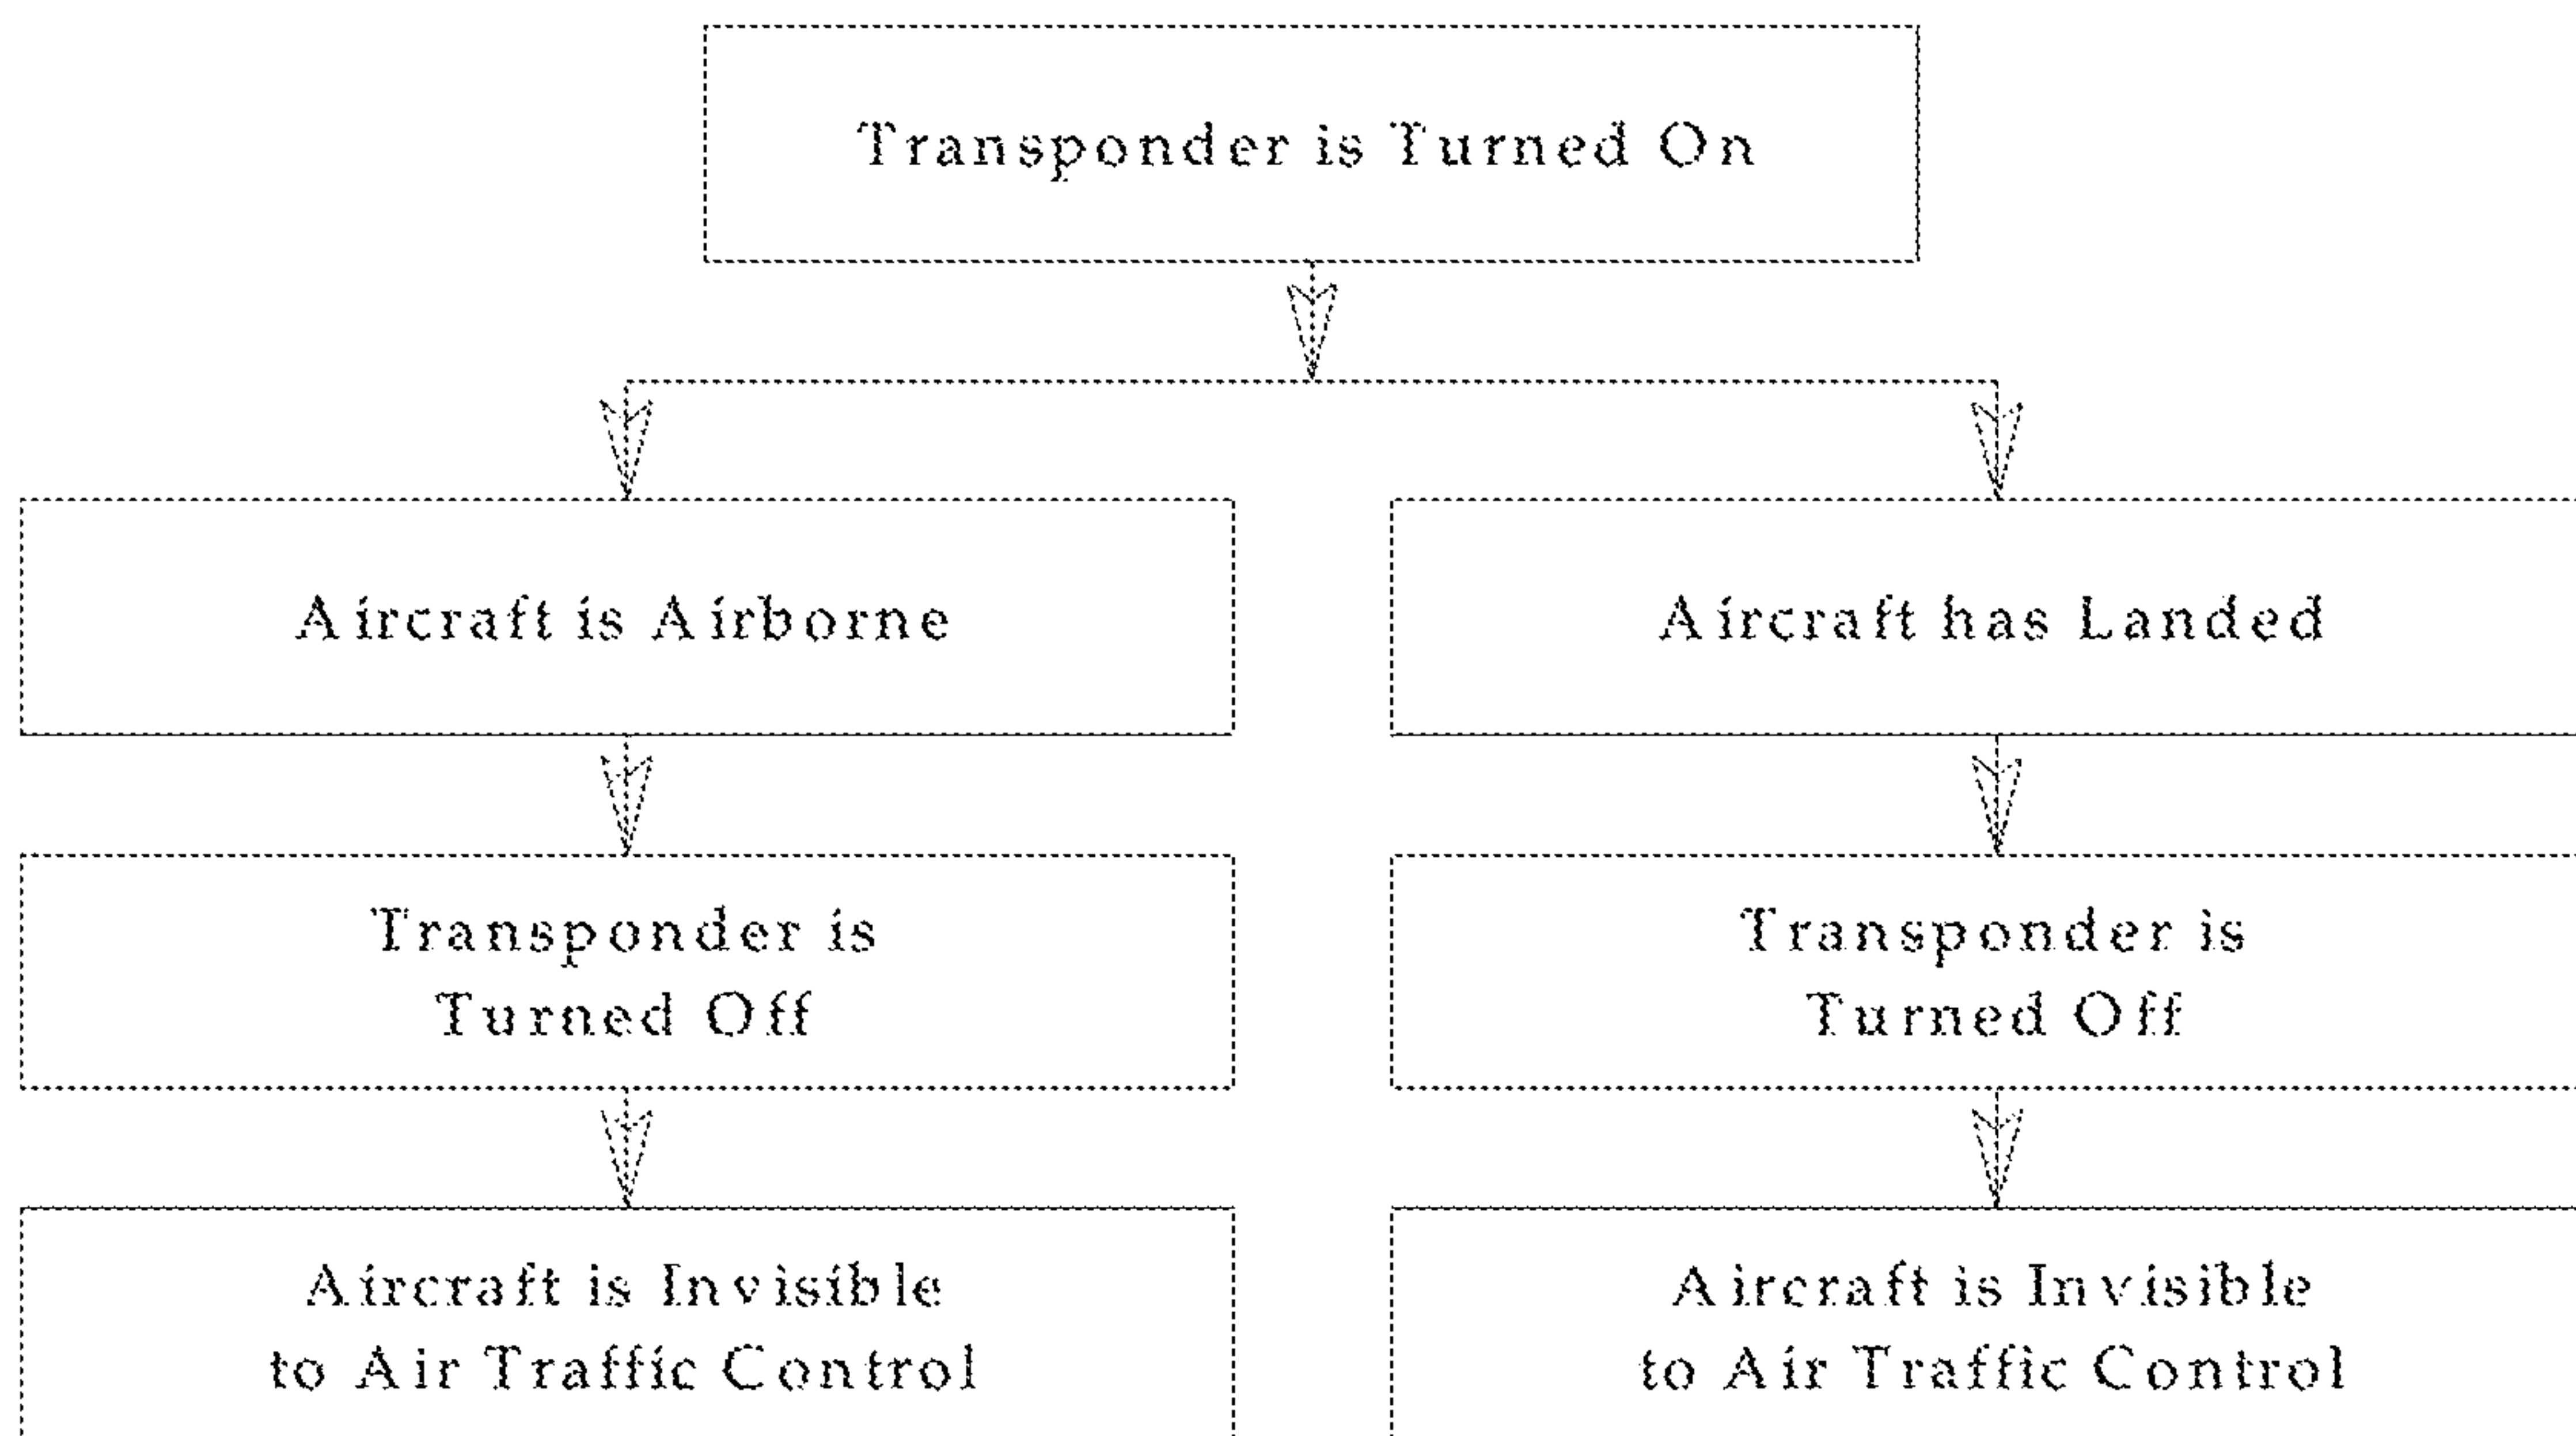 Transponder is Turned On
Aircraft is Airborne
Aircraft has Landed
Transponder is
Turned Off
Transponder is
Turned Off
Aircraft is Invisible
to Air Traffic Control
Aircraft is Invisible
to Air Traffic Control